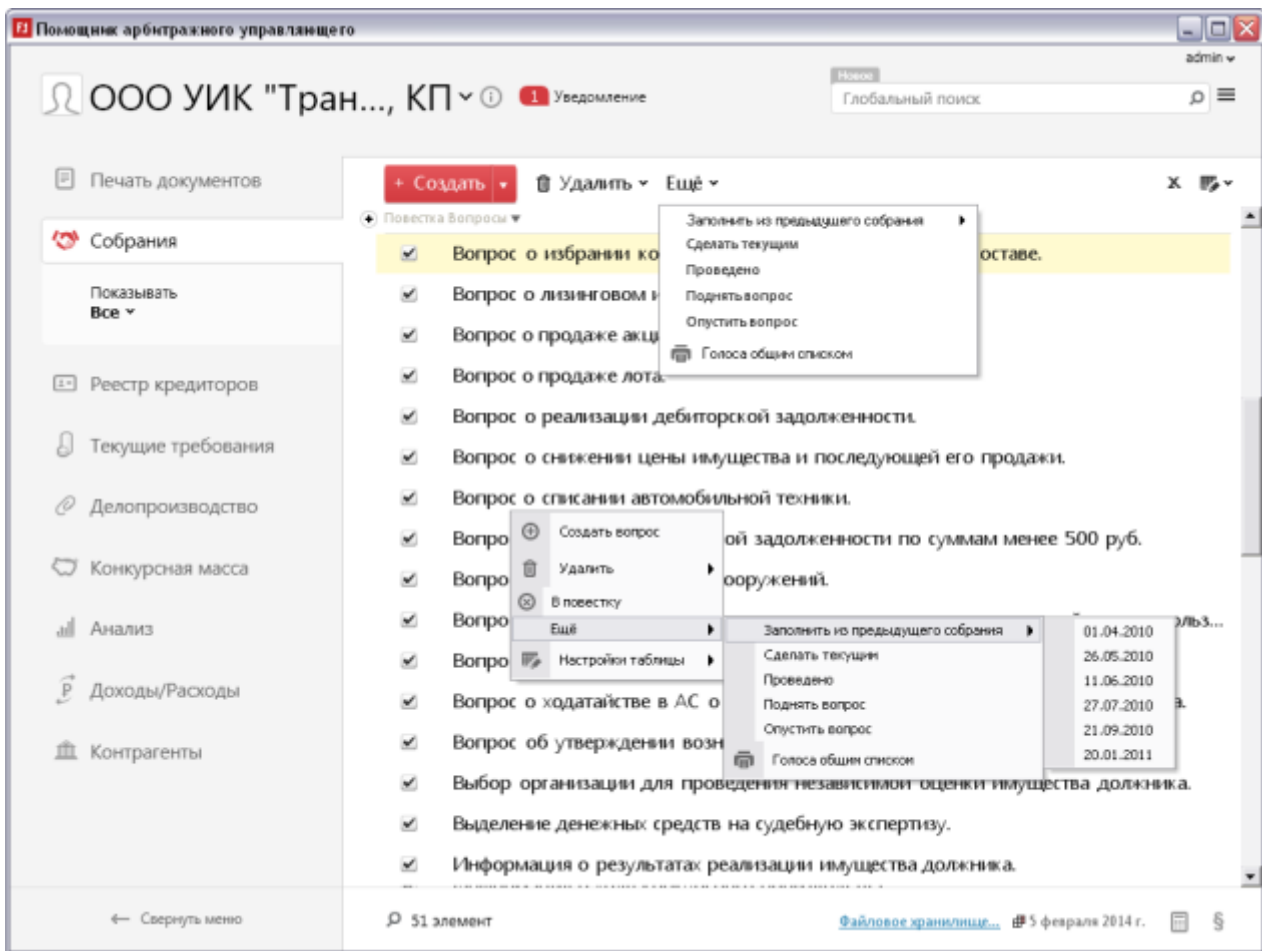 Помощник арбитражного управляющего
admin
ООО УИК "Тран..., КП
1 Уведомление
Новое
Глобальный поиск
Печать документов
+ Создать
Удалить
Ещё
X
Повестка Вопросы
Заполнить из предыдущего собрания
Сделать текущим
Проведено
Поднять вопрос
Опустить вопрос
Голоса общим списком
Собрания
Показывать
Все
Реестр кредиторов
Текущие требования
Делопроизводство
Конкурсная масса
Анализ
Доходы/Расходы
Контрагенты
Вопрос о избрании ко оставе.
Вопрос о лизинговом
Вопрос о продаже акц
Вопрос о продаже лота.
Вопрос о реализации дебиторской задолженности.
Вопрос о снижении цены имущества и последующей его продажи.
Вопрос о списании автомобильной техники.
Вопро ой задолженности по суммам менее 500 руб.
Вопро ооружений.
Вопро ольз...
Вопро
Вопрос о ходатайстве в АС о
Вопрос об утверждении возн
Выбор организации для проведения независимой оценки имущества должника.
Выделение денежных средств на судебную экспертизу.
Информация о результатах реализации имущества должника.
Создать вопрос
Удалить
В повестку
Ещё
Настройки таблицы
Заполнить из предыдущего собрания
Сделать текущим
Проведено
Поднять вопрос
Опустить вопрос
Голоса общим списком
01.04.2010
26.05.2010
11.06.2010
27.07.2010
21.09.2010
20.01.2011
← Свернуть меню
51 элемент
Файловое хранилище...
# 5 февраля 2014 г.
§